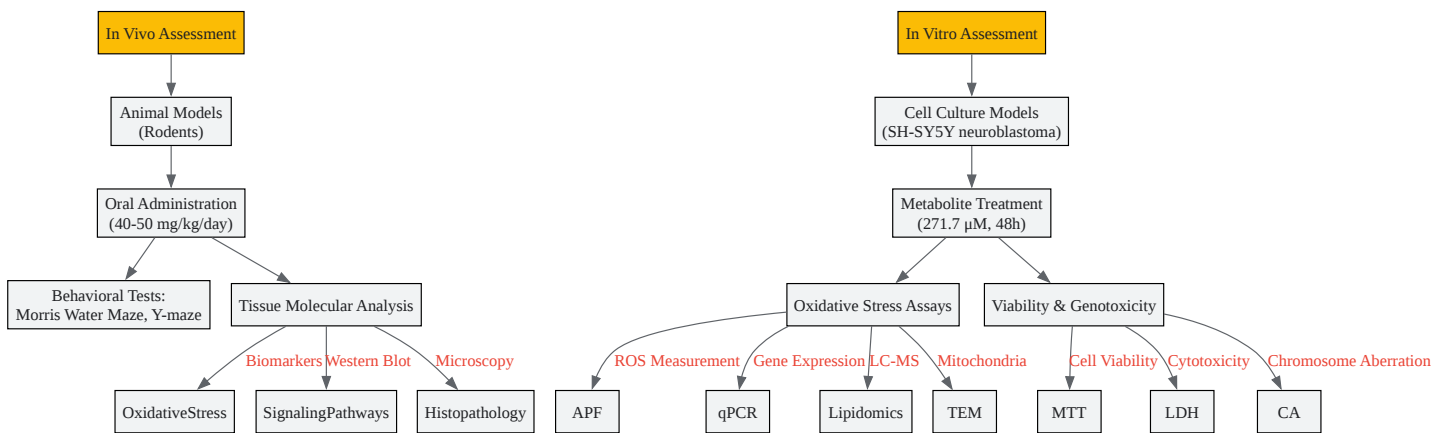 In Vivo Assessment
In Vitro Assessment
Animal Models
(Rodents)
Cell Culture Models
(SH-SY5Y neuroblastoma)
Oral Administration
(40-50 mg/kg/day)
Metabolite Treatment
(271.7 μM, 48h)
Behavioral Tests:
Morris Water Maze, Y-maze
Tissue Molecular Analysis
Oxidative Stress Assays
Viability & Genotoxicity
Biomarkers
Western Blot
Microscopy
ROS Measurement
Gene Expression
LC-MS
Mitochondria
Cell Viability
Cytotoxicity
Chromosome Aberration
OxidativeStress
SignalingPathways
Histopathology
APF
qPCR
Lipidomics
TEM
MTT
LDH
CA